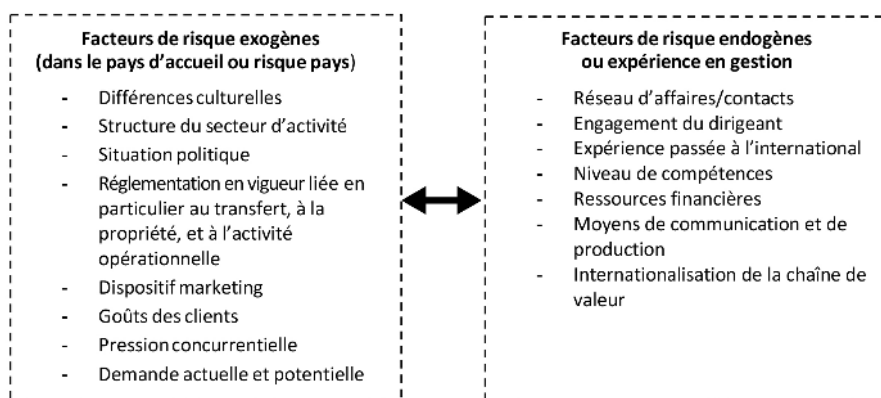 Facteurs de risque exogènes
(dans le pays d'accueil ou risque pays)
- Différences culturelles
- Structure du secteur d'activité
- Situation politique
- Réglementation en vigueur liée en
particulier au transfert, à la
propriété, et à l'activité
opérationnelle
- Dispositif marketing
- Goûts des clients
- Pression concurrentielle
- Demande actuelle et potentielle
Facteurs de risque endogènes
ou expérience en gestion
- Réseau d'affaires/contacts
- Engagement du dirigeant
- Expérience passée à l'international
- Niveau de compétences
- Ressources financières
- Moyens de communication et de
production
- Internationalisation de la chaîne de
valeur